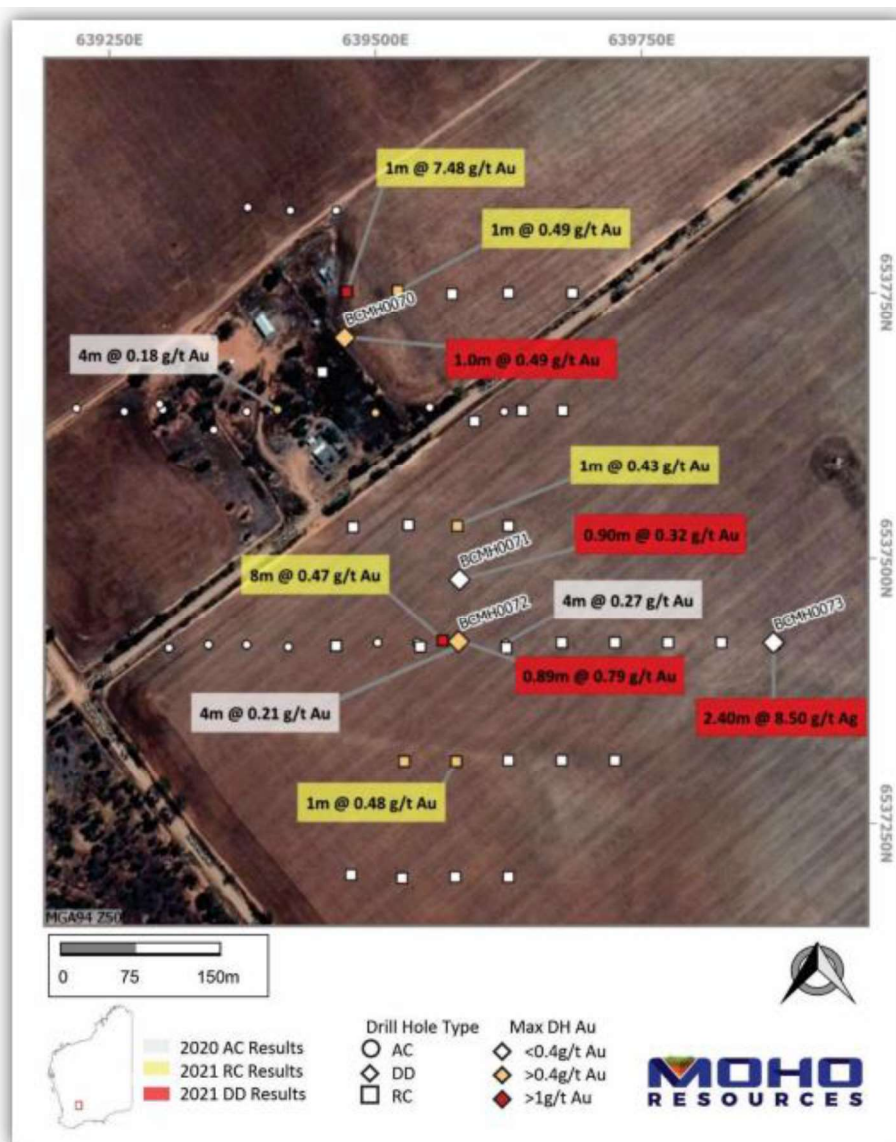 639250E 639500E 639750E
1m @ 7.48 g/t Au
1m @ 0.49 g/t Au
6537750N
BCMH0070
4m @ 0.18 g/t Au
1.0m @ 0.49 g/t Au
1m @ 0.43 g/t Au
BCMH0071
0.90m @ 0.32 g/t Au
6537500N
8m @ 0.47 g/t Au
BCMH0072
4m @ 0.27 g/t Au
BCMH0073
0.89m @ 0.79 g/t Au
4m @ 0.21 g/t Au
2.40m @ 8.50 g/t Ag
1m @ 0.48 g/t Au
6537250N
MGA94 Z50
0 75 150m
2020 AC Results
2021 RC Results
2021 DD Results
Drill Hole Type
AC
DD
RC
Max DH Au
<0.4g/t Au
>0.4g/t Au
>1g/t Au
MOHO
RESOURCES